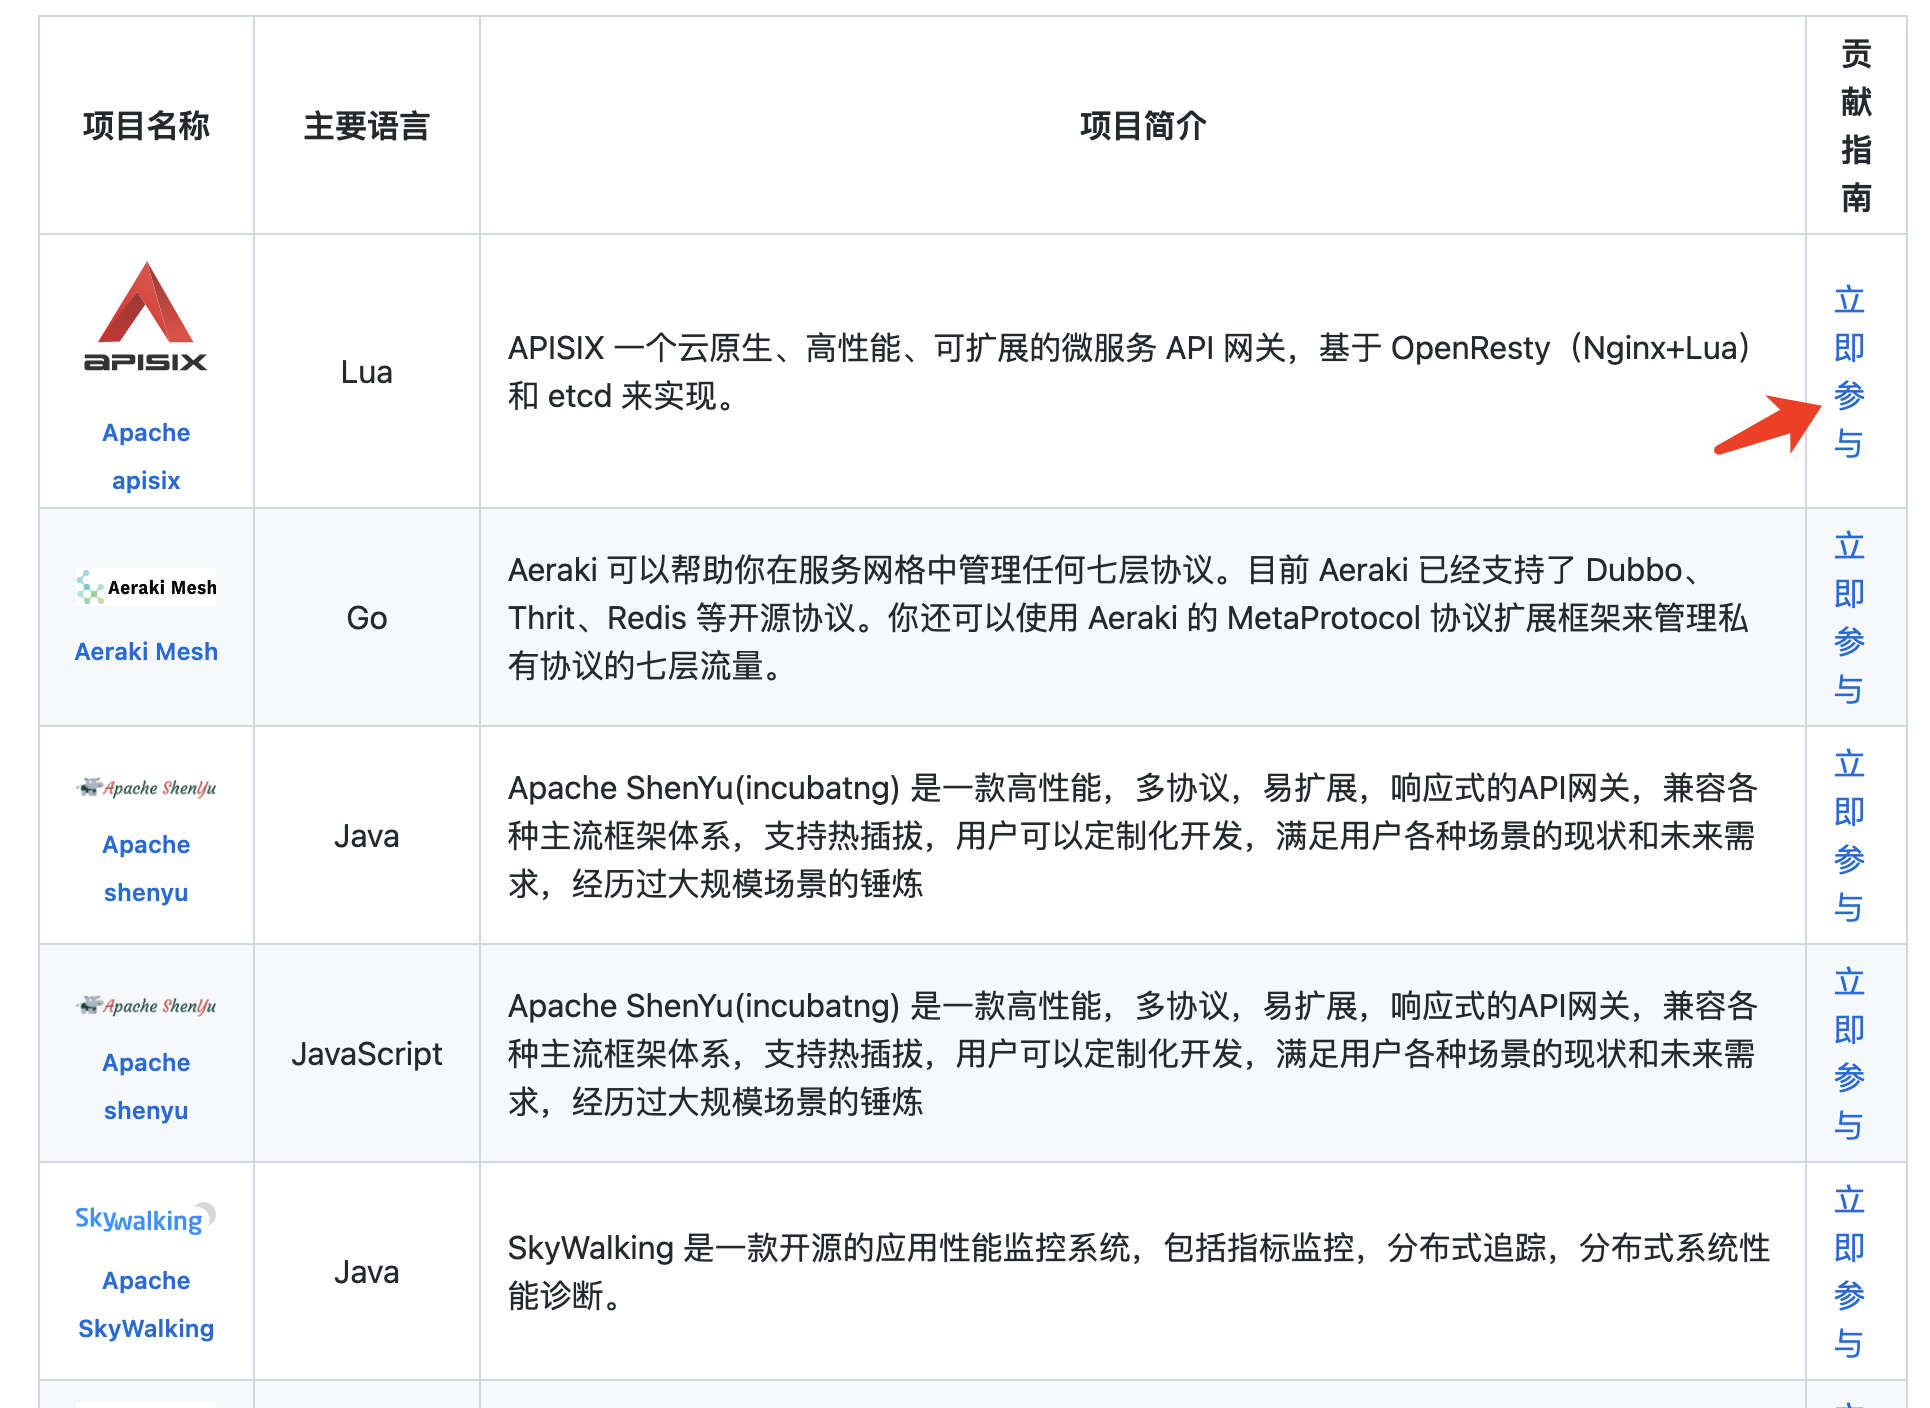 项目名称
主要语言
项目简介
贡
献
指
南
APISIX
Apache
apisix
Lua
APISIX 一个云原生、高性能、可扩展的微服务 API 网关，基于 OpenResty（Nginx+Lua）
和 etcd 来实现。
立
即
参
与
Aeraki Mesh
Aeraki Mesh
Go
Aeraki 可以帮助你在服务网格中管理任何七层协议。目前 Aeraki 已经支持了 Dubbo、
Thrit、Redis 等开源协议。你还可以使用 Aeraki 的 MetaProtocol 协议扩展框架来管理私
有协议的七层流量。
立
即
参
与
Apache ShenYu
Apache
shenyu
Java
Apache ShenYu(incubatng) 是一款高性能，多协议，易扩展，响应式的API网关，兼容各
种主流框架体系，支持热插拔，用户可以定制化开发，满足用户各种场景的现状和未来需
求，经历过大规模场景的锤炼
立
即
参
与
Apache ShenYu
Apache
shenyu
JavaScript
Apache ShenYu(incubatng) 是一款高性能，多协议，易扩展，响应式的API网关，兼容各
种主流框架体系，支持热插拔，用户可以定制化开发，满足用户各种场景的现状和未来需
求，经历过大规模场景的锤炼
立
即
参
与
Skywalking
Apache
SkyWalking
Java
SkyWalking 是一款开源的应用性能监控系统，包括指标监控，分布式追踪，分布式系统性
能诊断。
立
即
参
与